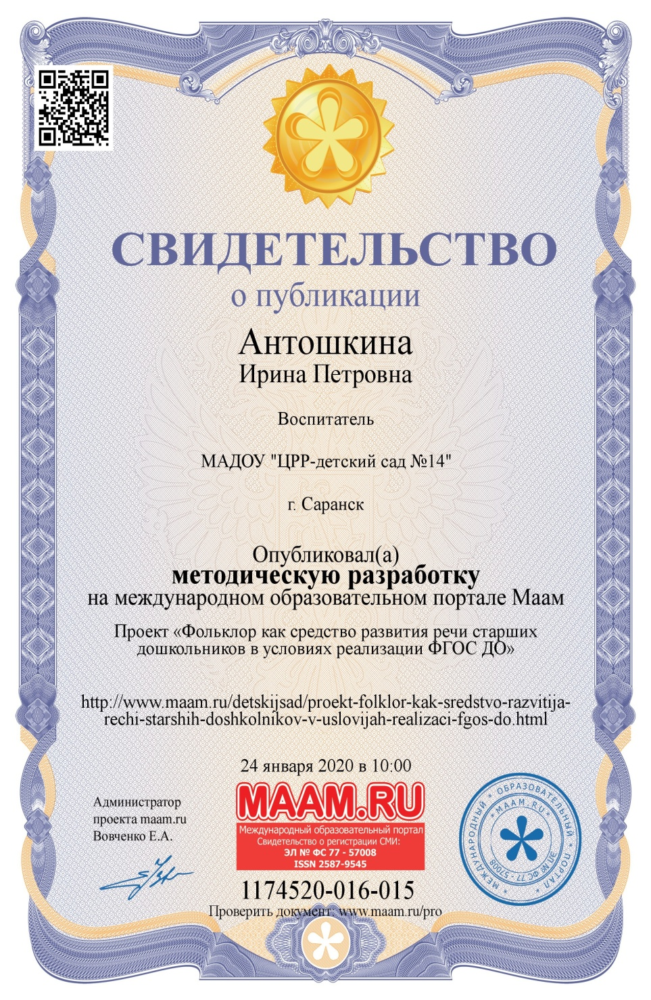 СВИДЕТЕЛЬСТВО
о публикации
Антошкина
Ирина Петровна
Воспитатель
МАДОУ "ЦРР-детский сад №14"
г. Саранск
Опубликовал(а)
методическую разработку
на международном образовательном портале Маам
Проект «Фольклор как средство развития речи старших
дошкольников в условиях реализации ФГОС ДО»
http://www.maam.ru/detskijsad/proekt-folklor-kak-sredstvo-razvitija-
rechi-starshih-doshkolnikov-v-uslovijah-realizaci-fgos-do.html
24 января 2020 в 10:00
Администратор
проекта maam.ru
Вовченко Е.А.
MAAM.RU
Международный образовательный портал
Свидетельство о регистрации СМИ:
ЭЛ № ФС 77 - 57008
ISSN 2587-9545
1174520-016-015
Проверить документ: www.maam.ru/pro
* МЕЖДУНАРОДНЫЙ * ОБРАЗОВАТЕЛЬНЫЙ * ПОРТАЛ *
* MAAM.RU *
ЭЛ № ФС 77 - 57008